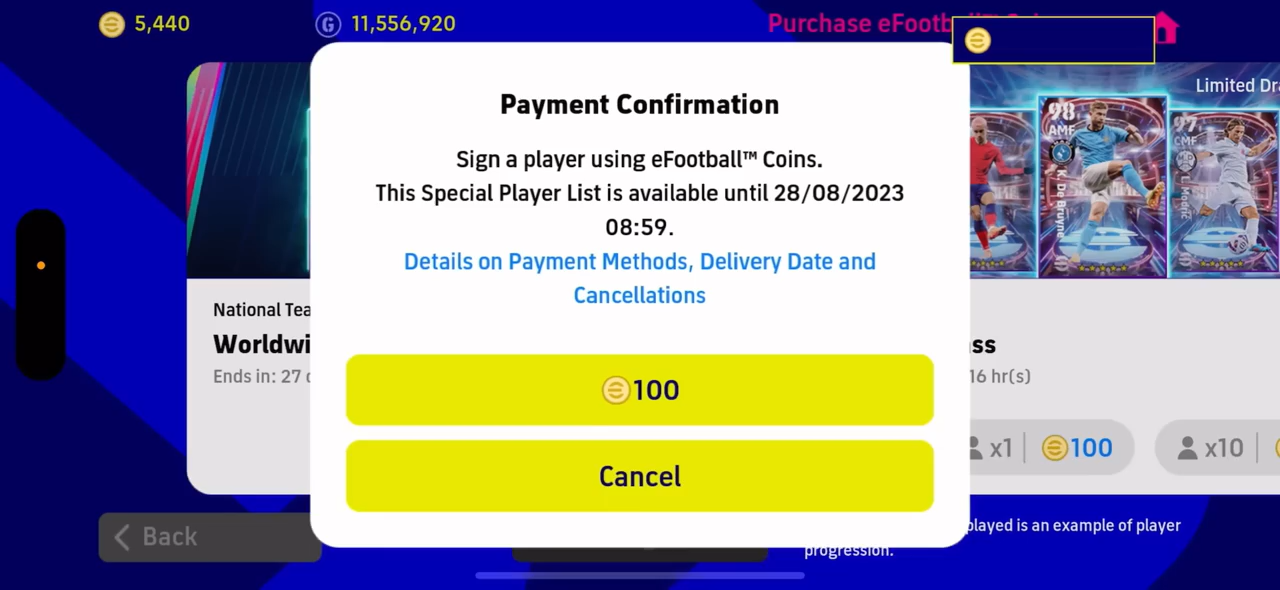 5,440
11,556,920
Purchase eFootb
Payment Confirmation
Sign a player using eFootball™ Coins.
This Special Player List is available until 28/08/2023
08:59.
Details on Payment Methods, Delivery Date and
Cancellations
100
Cancel
National Tea
Worldwi
Ends in: 27
Limited Dra
98
AMF
K. De Bruyne
97
CMF
L. Modrić
ss
16 hr(s)
x1
100
x10
Back
played is an example of player
progression.